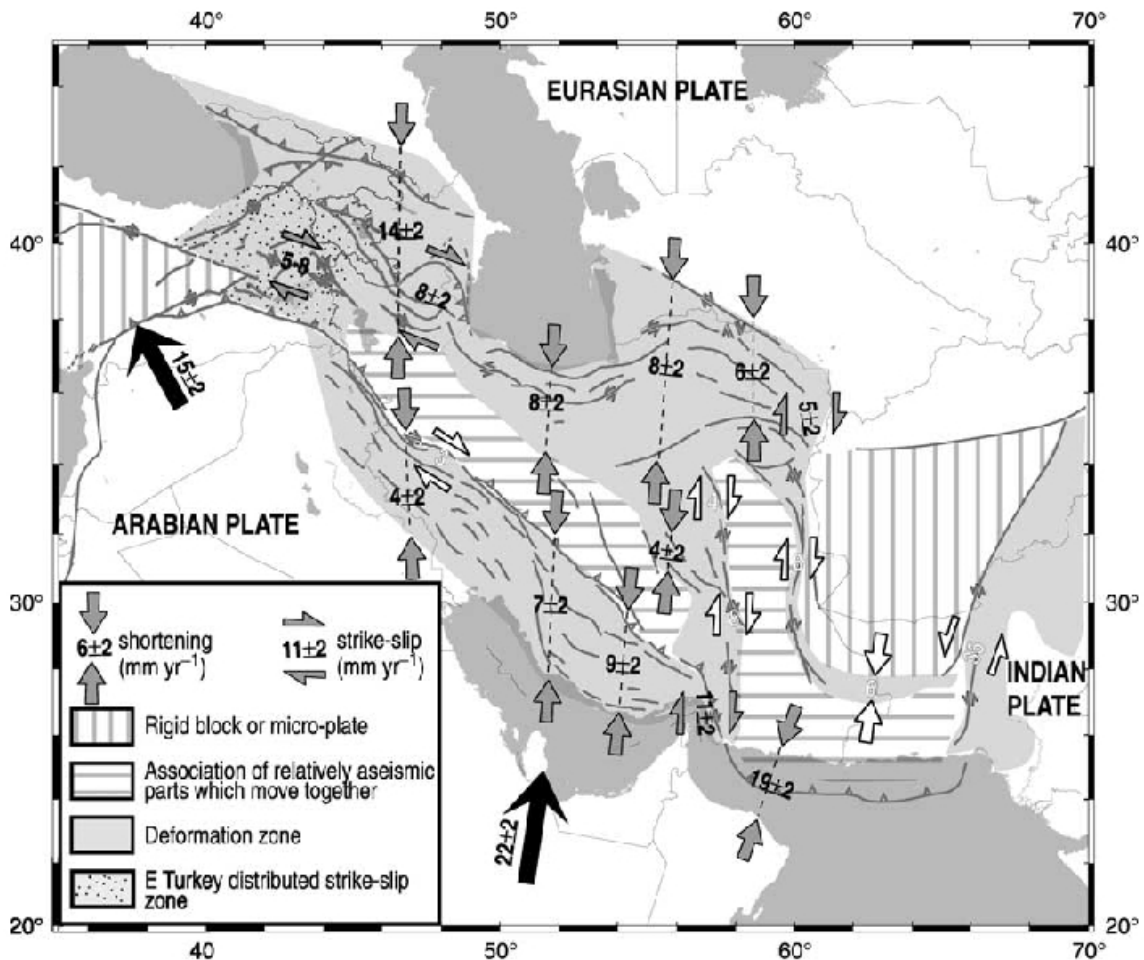 40°
50°
60°
70°
EURASIAN PLATE
40°
40°
14±2
5-8
8±2
15±2
8±2
8±2
6±2
5±2
4±2
4±2
ARABIAN PLATE
30°
30°
7±2
9±2
11±2
INDIAN
PLATE
19±2
22±2
6±2 shortening
(mm yr⁻¹)
11±2 strike-slip
(mm yr⁻¹)
Rigid block or micro-plate
Association of relatively aseismic
parts which move together
Deformation zone
E Turkey distributed strike-slip
zone
20°
20°
40°
50°
60°
70°